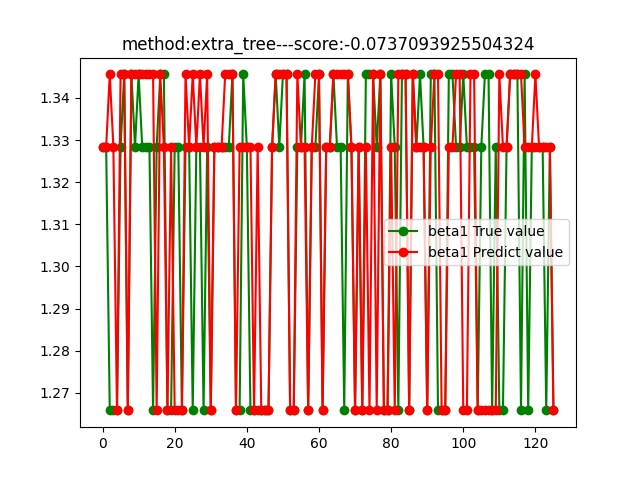 method:extra_tree---score:-0.0737093925504324
1.34
1.33
1.32
1.31
1.30
1.29
1.28
1.27
beta1 True value
beta1 Predict value
0 20 40 60 80 100 120